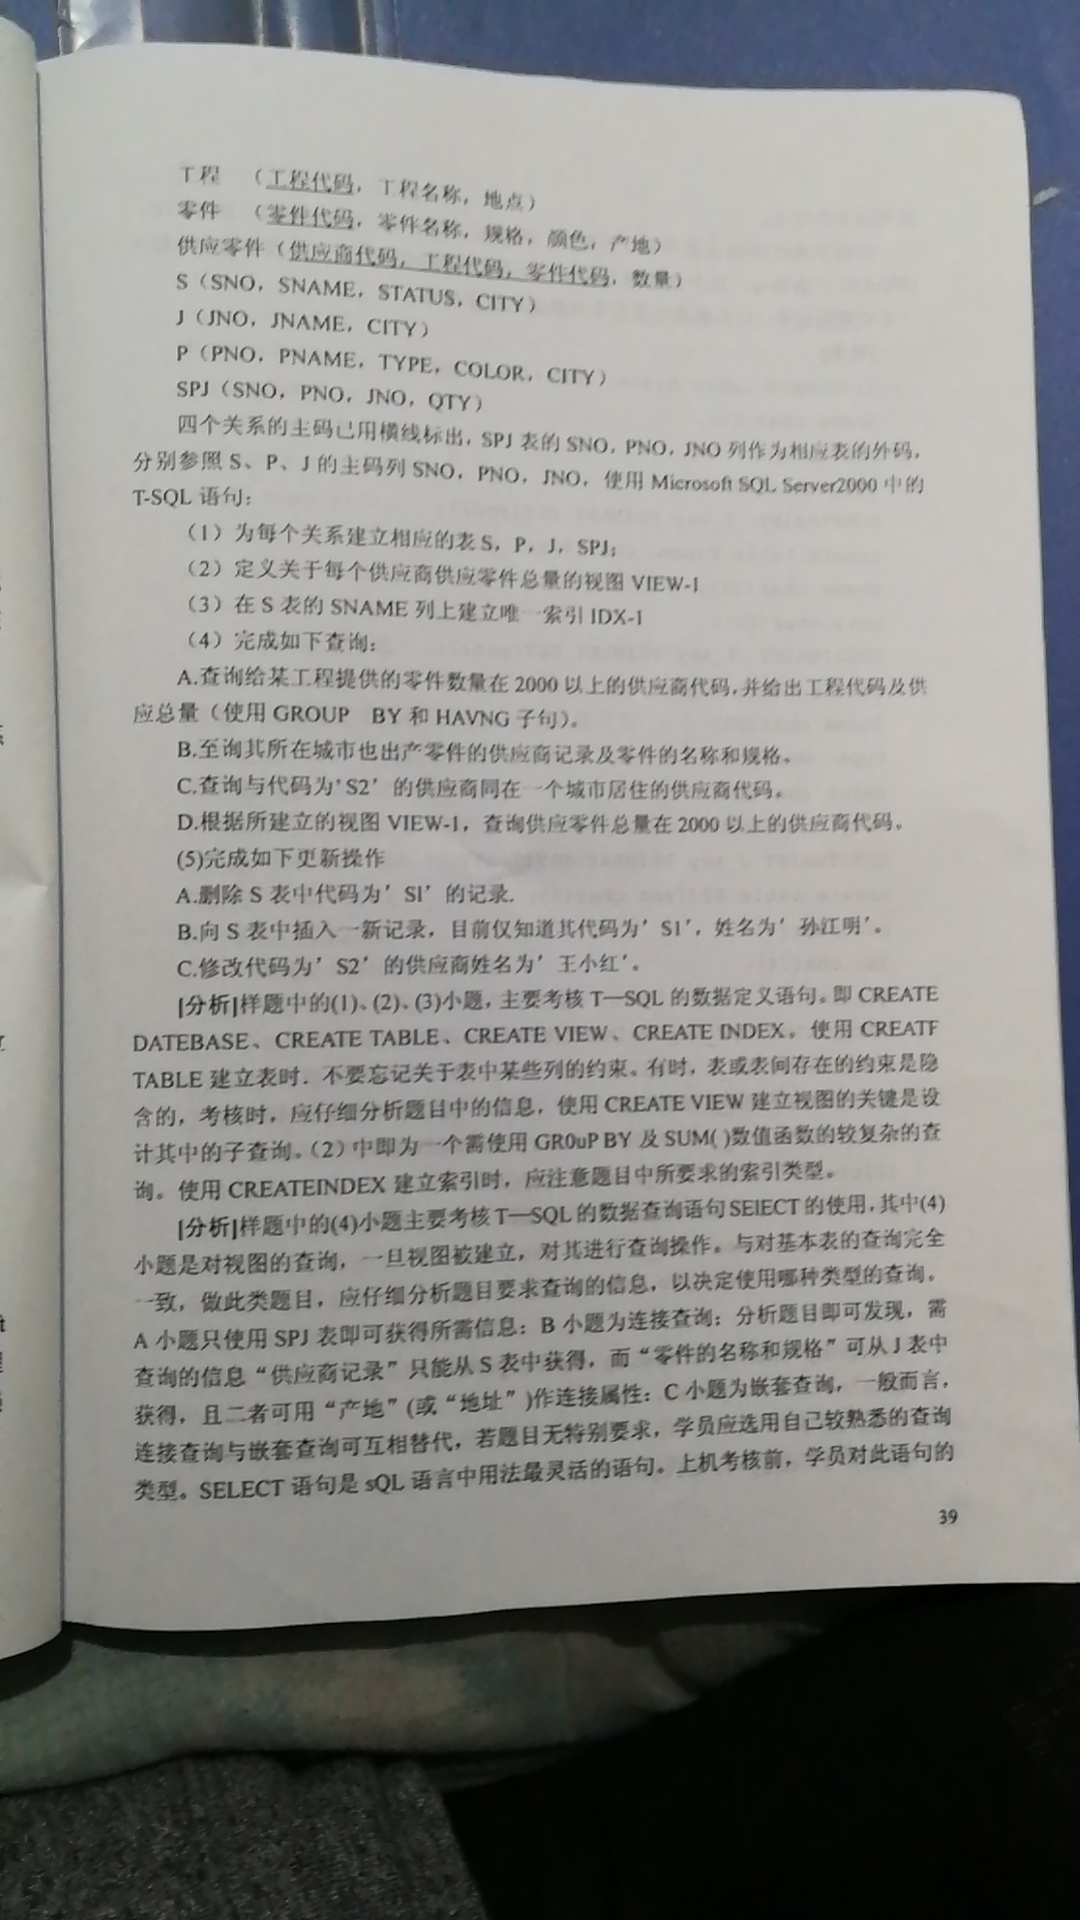 工程 （工程代码，工程名称，地点）
零件 （零件代码，零件名称，规格，颜色，产地）
供应零件（供应商代码，工程代码，零件代码，数量）
S（SNO，SNAME，STATUS，CITY）
J（JNO，JNAME，CITY）
P（PNO，PNAME，TYPE，COLOR，CITY）
SPJ（SNO，PNO，JNO，QTY）
四个关系的主码已用横线标出，SPJ 表的 SNO，PNO，JNO 列作为相应表的外码，
分别参照 S、P、J 的主码列 SNO，PNO，JNO，使用 Microsoft SQL Server2000 中的
T-SQL 语句：
（1）为每个关系建立相应的表 S，P，J，SPJ；
（2）定义关于每个供应商供应零件总量的视图 VIEW-1
（3）在 S 表的 SNAME 列上建立唯一索引 IDX-1
（4）完成如下查询：
A.查询给某工程提供的零件数量在 2000 以上的供应商代码，并给出工程代码及供
应总量（使用 GROUP BY 和 HAVNG 子句）。
B.至询其所在城市也出产零件的供应商记录及零件的名称和规格。
C.查询与代码为‘S2’的供应商同在一个城市居住的供应商代码。
D.根据所建立的视图 VIEW-1，查询供应零件总量在 2000 以上的供应商代码。
(5)完成如下更新操作
A.删除 S 表中代码为’SI’的记录.
B.向 S 表中插入一新记录，目前仅知道其代码为’S1’，姓名为’孙江明’。
C.修改代码为’S2’的供应商姓名为’王小红’。
[分析]样题中的(1)、(2)、(3)小题，主要考核 T—SQL 的数据定义语句。即 CREATE
DATEBASE、CREATE TABLE、CREATE VIEW、CREATE INDEX。使用 CREATF
TABLE 建立表时．不要忘记关于表中某些列的约束。有时，表或表间存在的约束是隐
含的，考核时，应仔细分析题目中的信息，使用 CREATE VIEW 建立视图的关键是设
计其中的子查询。（2）中即为一个需使用 GR0uP BY 及 SUM( )数值函数的较复杂的查
询。使用 CREATEINDEX 建立索引时，应注意题目中所要求的索引类型。
[分析]样题中的(4)小题主要考核 T—SQL 的数据查询语句 SEIECT 的使用，其中(4)
小题是对视图的查询，一旦视图被建立，对其进行查询操作。与对基本表的查询完全
一致，做此类题目，应仔细分析题目要求查询的信息，以决定使用哪种类型的查询。
A 小题只使用 SPJ 表即可获得所需信息；B 小题为连接查询；分析题目即可发现，需
查询的信息“供应商记录”只能从 S 表中获得，而“零件的名称和规格”可从 J 表中
获得，且二者可用“产地”(或“地址”)作连接属性；C 小题为嵌套查询，一般而言，
连接查询与嵌套查询可互相替代，若题目无特别要求，学员应选用自己较熟悉的查询
类型。SELECT 语句是 sQL 语言中用法最灵活的语句。上机考核前，学员对此语句的
39